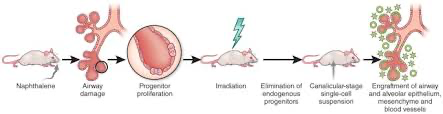 Naphthalene
Airway
damage
Progenitor
proliferation
Irradiation
Elimination of
endogenous
progenitors
Canalicular-stage
single-cell
suspension
Engraftment of airway
and alveolar epithelium,
mesenchyme and
blood vessels